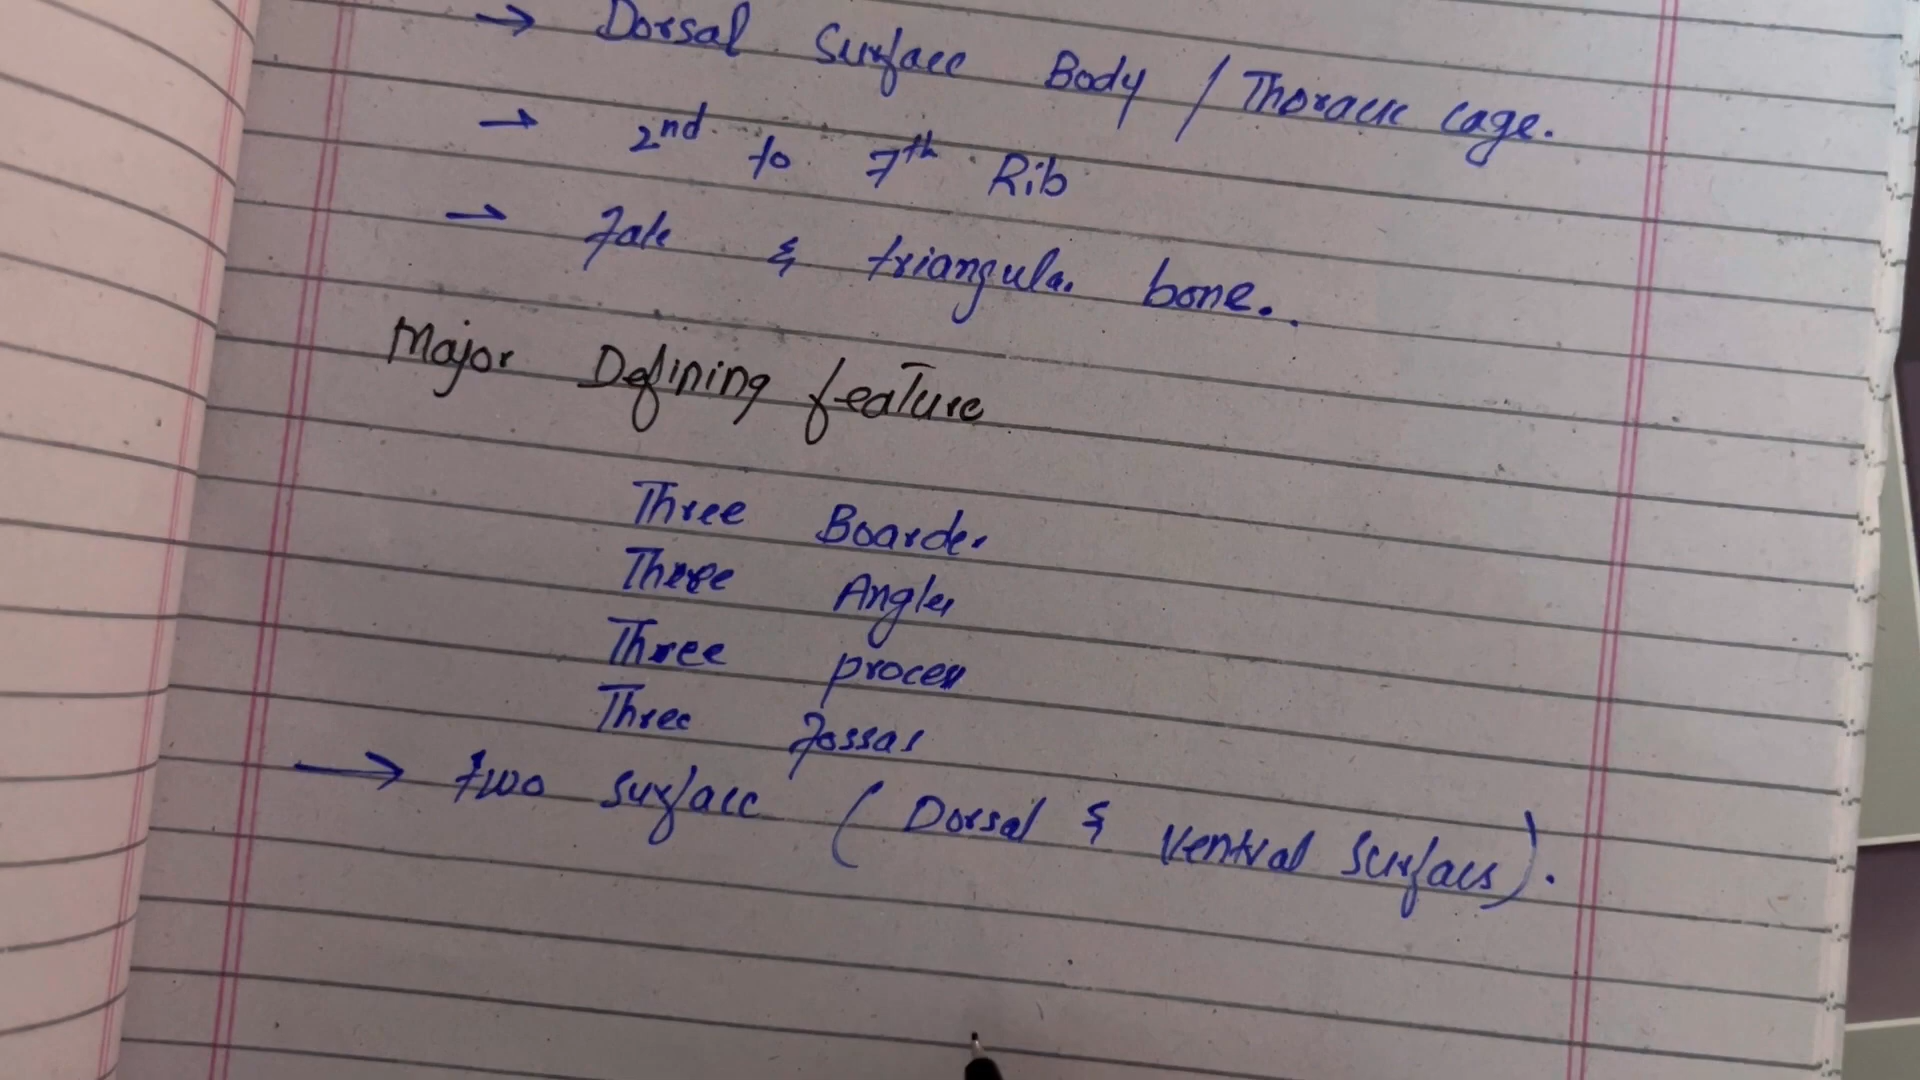 → Dorsal Surface Body / Thoracic cage.
→ 2nd to 7th Rib
→ & triangular bone.
Major Defining feature
Three Boarder
Three Angles
Three process
Three Fossas
→ two surface ( Dorsal & Ventral Surfaces ).